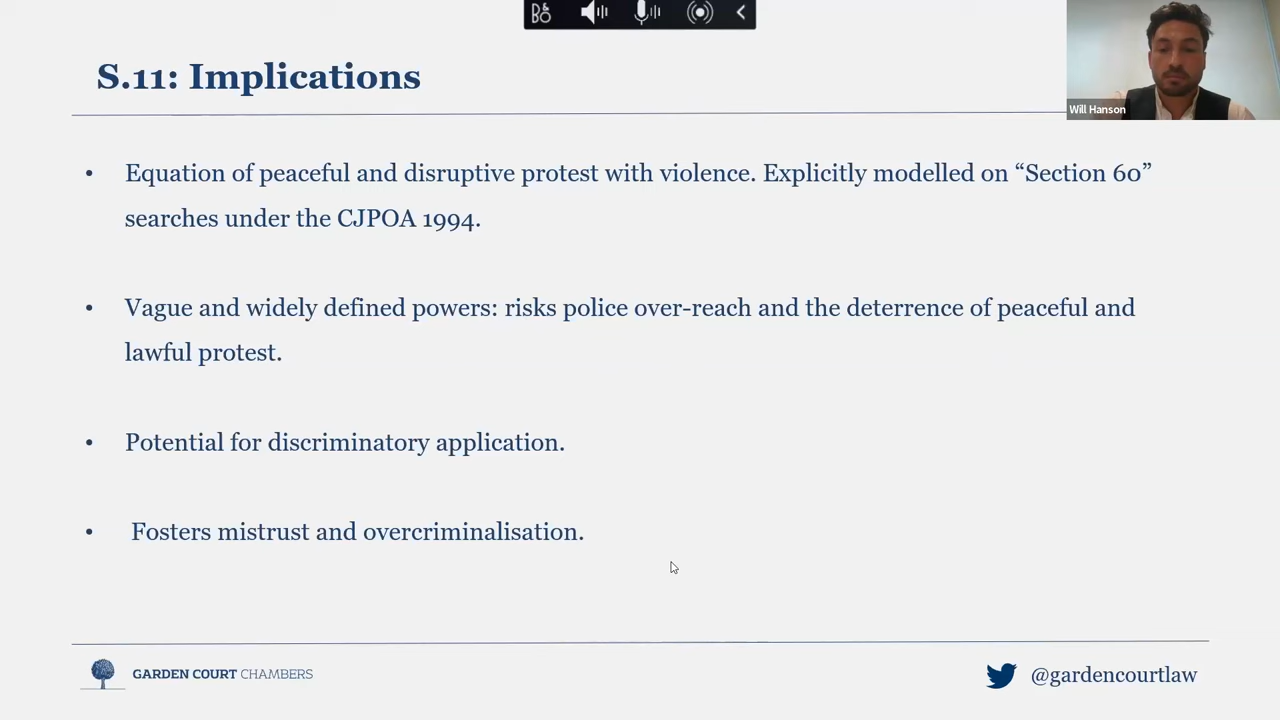 B&O
S.11: Implications
Will Hanson
• Equation of peaceful and disruptive protest with violence. Explicitly modelled on “Section 60”
searches under the CJPOA 1994.
• Vague and widely defined powers: risks police over-reach and the deterrence of peaceful and
lawful protest.
• Potential for discriminatory application.
• Fosters mistrust and overcriminalisation.
GARDEN COURT CHAMBERS
@gardencourtlaw